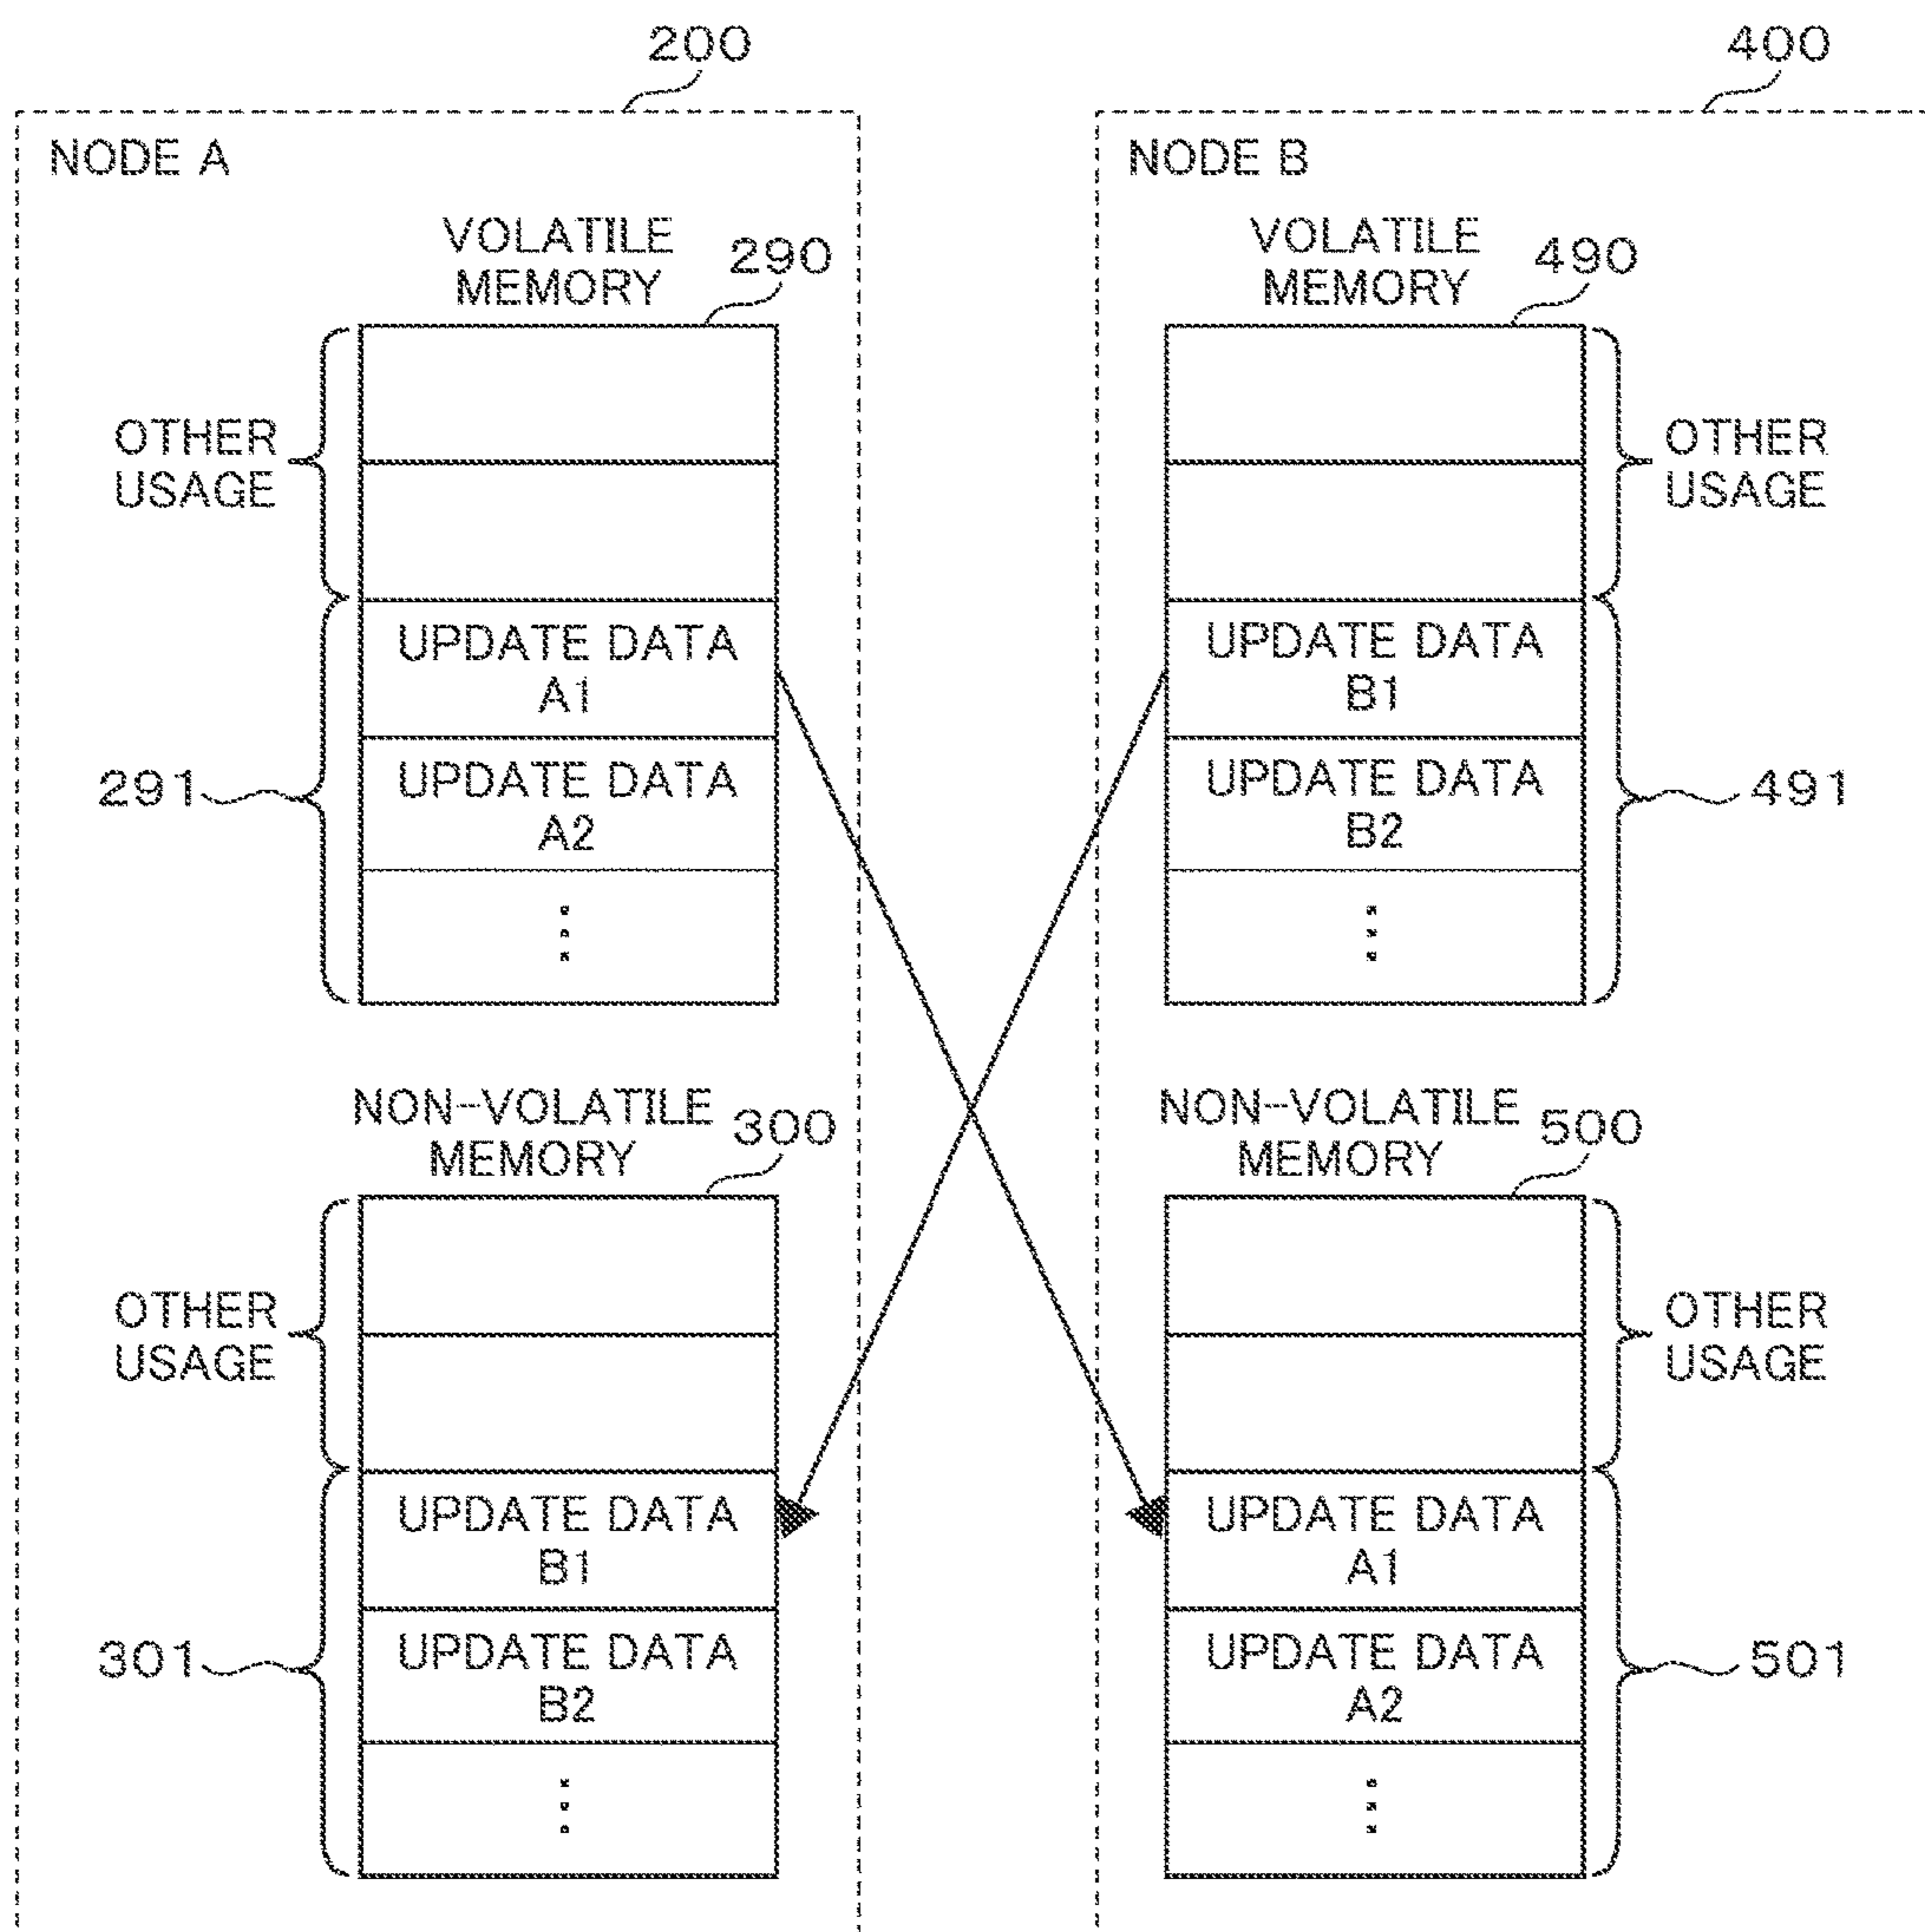 200
NODE A
VOLATILE
MEMORY
290
OTHER
USAGE
UPDATE DATA
A1
UPDATE DATA
A2
⋮
291
NON-VOLATILE
MEMORY
300
OTHER
USAGE
UPDATE DATA
B1
UPDATE DATA
B2
⋮
301
400
NODE B
VOLATILE
MEMORY
490
OTHER
USAGE
UPDATE DATA
B1
UPDATE DATA
B2
⋮
491
NON-VOLATILE
MEMORY
500
OTHER
USAGE
UPDATE DATA
A1
UPDATE DATA
A2
⋮
501